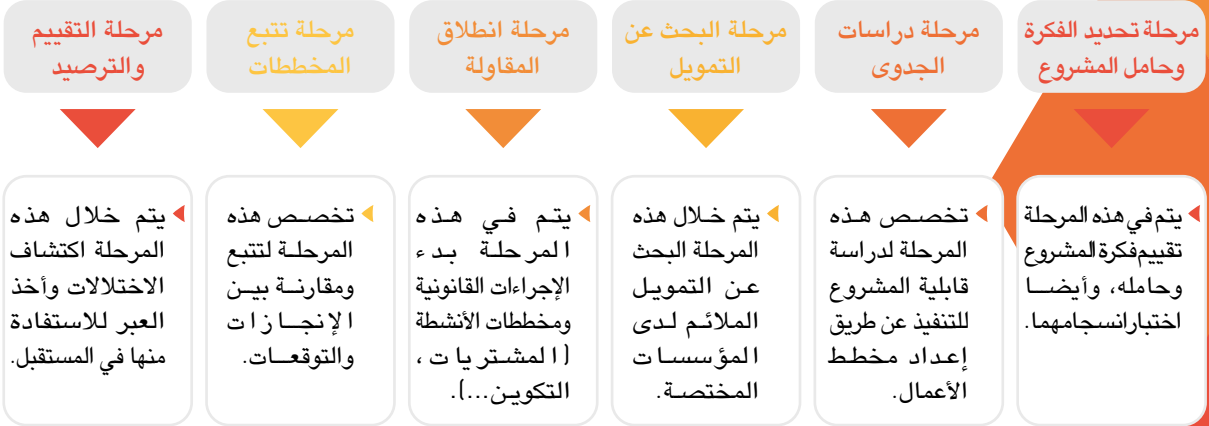 مرحلة تحديد الفكرة
وحامل المشروع
يتم في هذه المرحلة
تقييم فكرة المشروع
وحامله، وأيضا
اختبار انسجامهما.
مرحلة دراسات
الجدوى
تخصص هذه
المرحلة لدراسة
قابلية المشروع
للتنفيذ عن طريق
إعداد مخطط
الأعمال.
مرحلة البحث عن
التمويل
يتم خلال هذه
المرحلة البحث
عن التمويل
الملائم لدى
المؤسسات
المختصة.
مرحلة انطلاق
المقاولة
يتم في هذه
المرحلة بدء
الإجراءات القانونية
ومخططات الأنشطة
(المشتريات،
التكوين...).
مرحلة تتبع
المخططات
تخصص هذه
المرحلة لتتبع
ومقارنة بين
الإنجازات
والتوقعات.
مرحلة التقييم
والترصيد
يتم خلال هذه
المرحلة اكتشاف
الاختلالات وأخذ
العبر للاستفادة
منها في المستقبل.